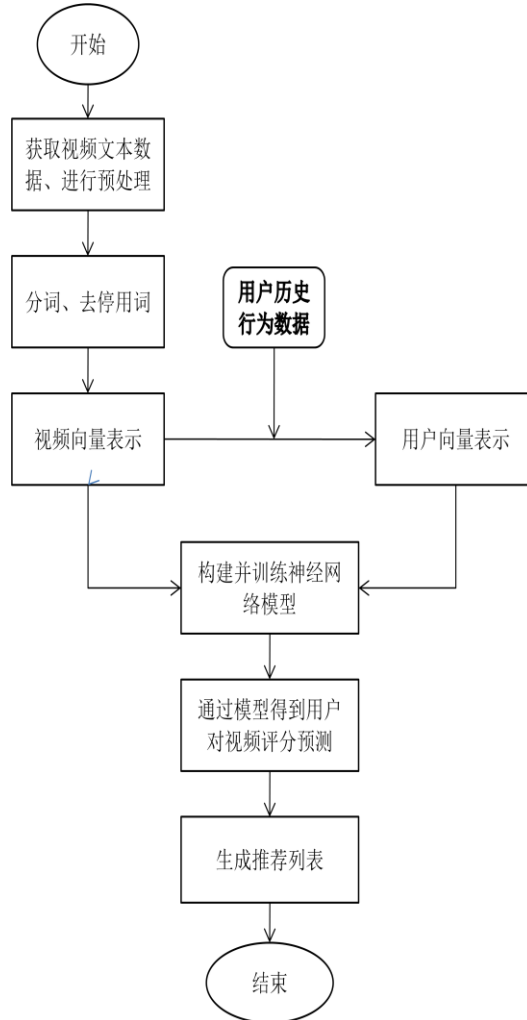 开始
获取视频文本数
据、进行预处理
分词、去停用词
用户历史
行为数据
视频向量表示
用户向量表示
构建并训练神经网
络模型
通过模型得到用户
对视频评分预测
生成推荐列表
结束